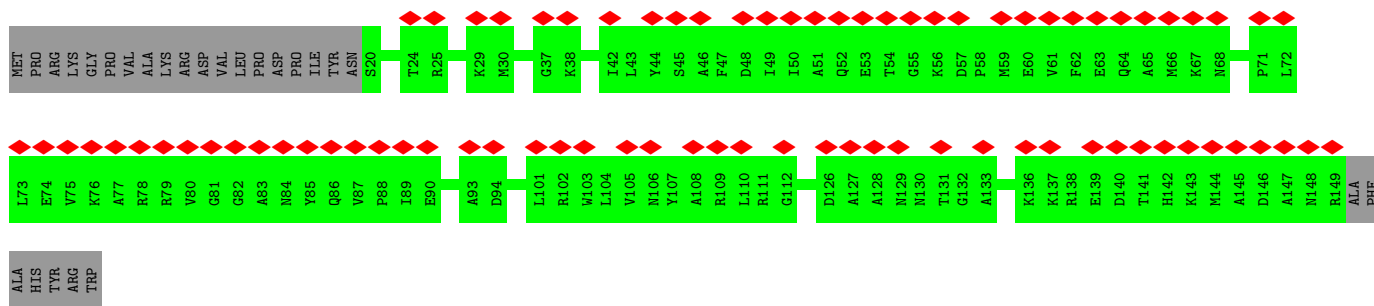 MET PRO ARG LYS GLY PRO VAL ALA LYS ARG ASP VAL LEU PRO ASP PRO ILE TYR ASN S20 T24 R25 K29 M30 G37 K38 I42 L43 Y44 S45 A46 F47 D48 I49 I50 A51 Q52 E53 T54 G55 K56 D57 P58 M59 E60 V61 F62 E63 Q64 A65 M66 K67 N68 P71 L72
L73 E74 V75 K76 A77 R78 R79 V80 G81 G82 A83 N84 Y85 Q86 V87 P88 I89 E90 A93 D94 L101 R102 W103 L104 V105 N106 Y107 A108 R109 L110 R111 G112 D126 A127 A128 N129 N130 T131 G132 A133 K136 K137 R138 E139 D140 T141 H142 K143 M144 A145 D146 A147 N148 R149 ALA PHE
ALA HIS TYR ARG TRP